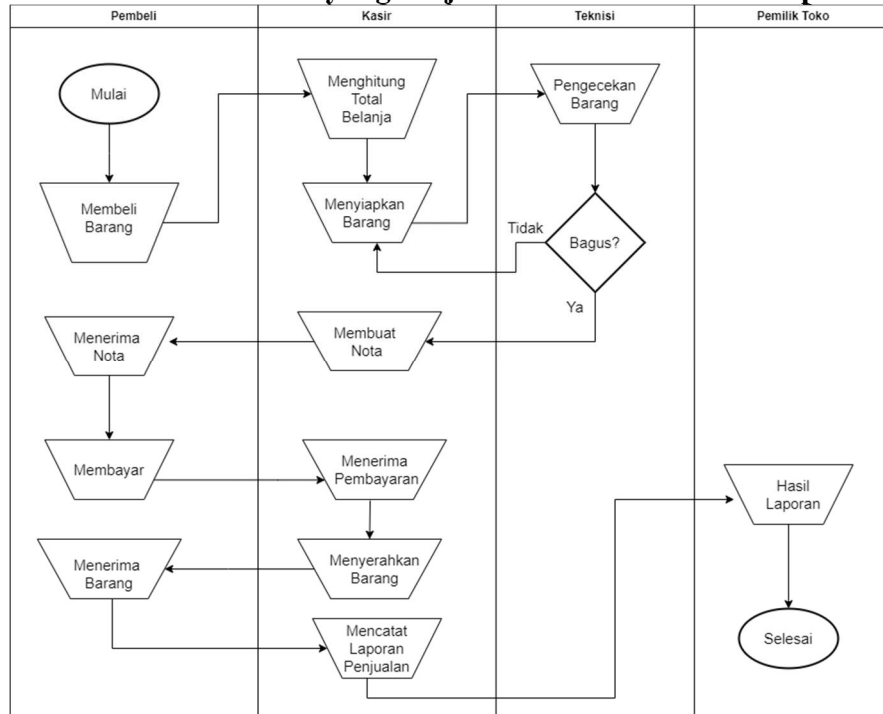 Pembeli
Kasir
Teknisi
Pemilik Toko
Mulai
Menghitung
Total
Belanja
Pengecekan
Barang
Membeli
Barang
Menyiapkan
Barang
Tidak
Bagus?
Ya
Menerima
Nota
Membuat
Nota
Membayar
Menerima
Pembayaran
Hasil
Laporan
Menerima
Barang
Menyerahkan
Barang
Mencatat
Laporan
Penjualan
Selesai